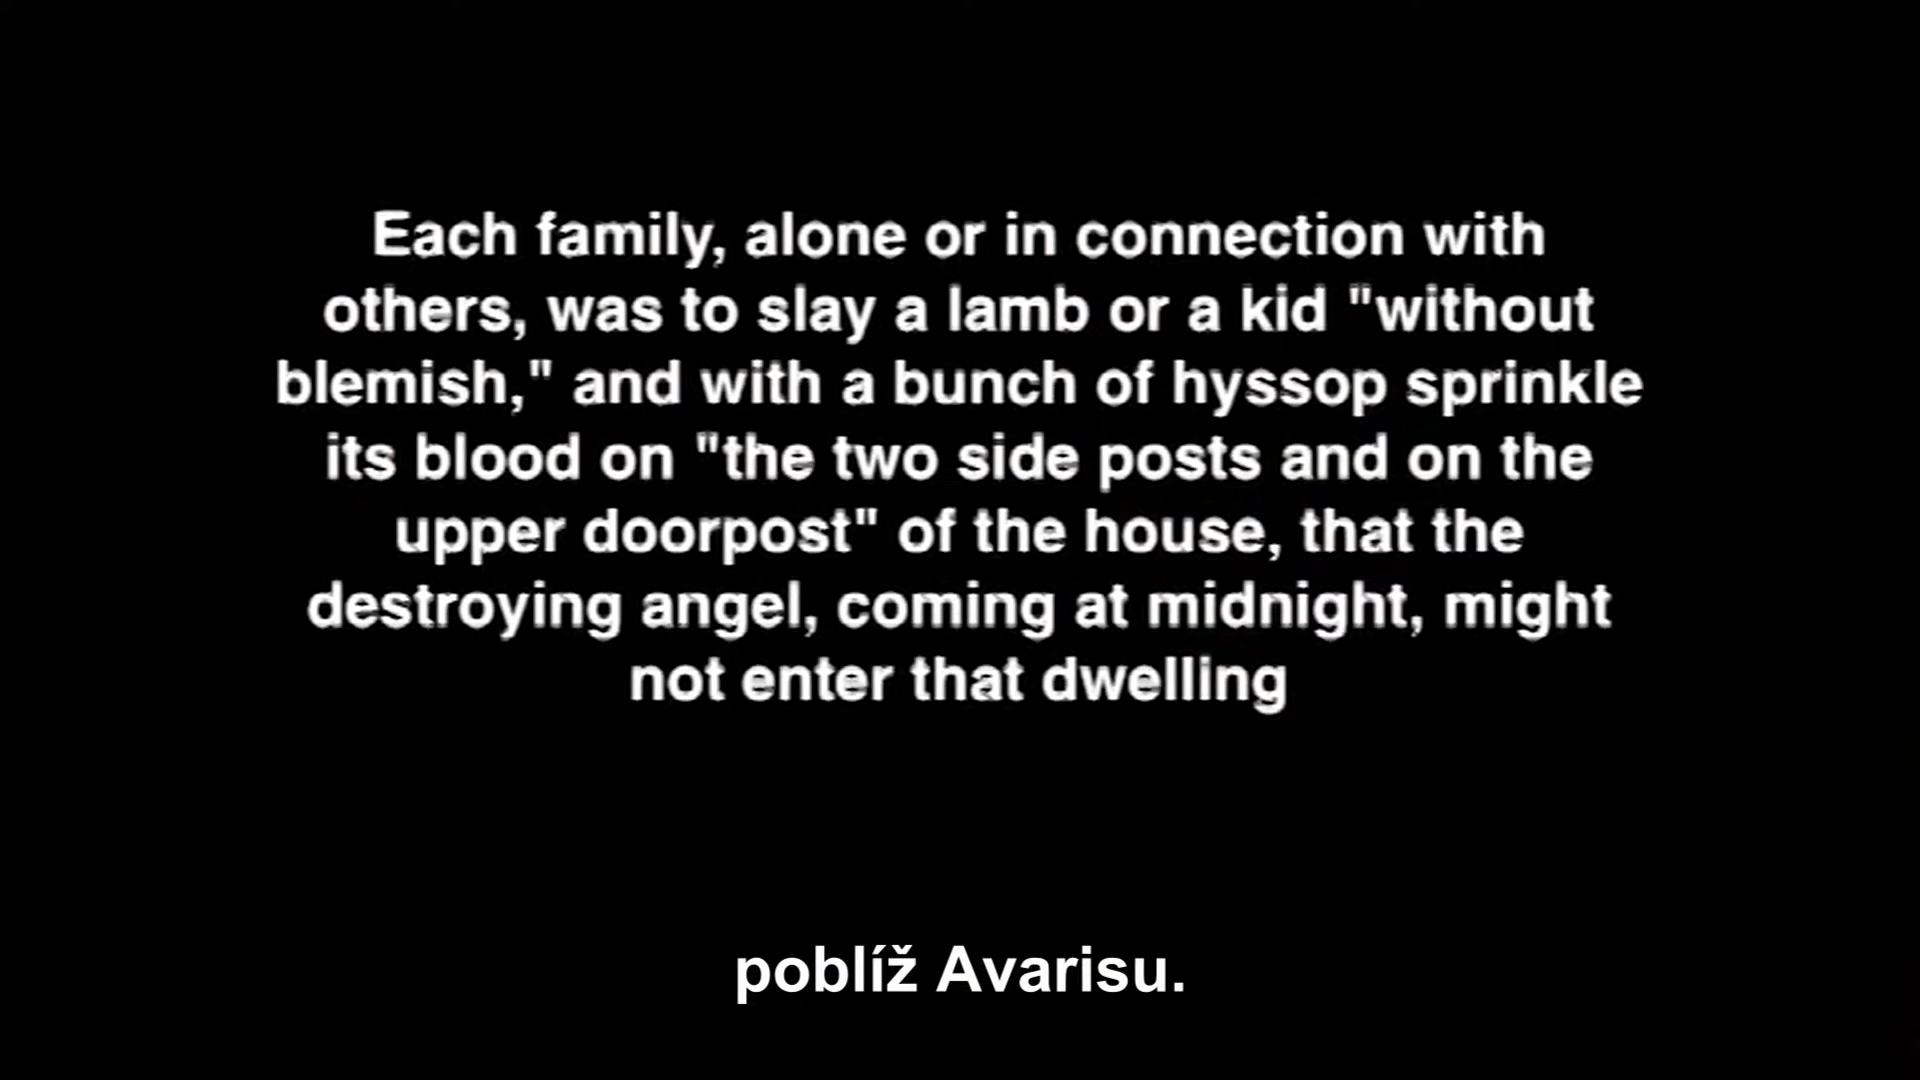 Each family, alone or in connection with
others, was to slay a lamb or a kid "without
blemish," and with a bunch of hyssop sprinkle
its blood on "the two side posts and on the
upper doorpost" of the house, that the
destroying angel, coming at midnight, might
not enter that dwelling
poblíž Avarisu.